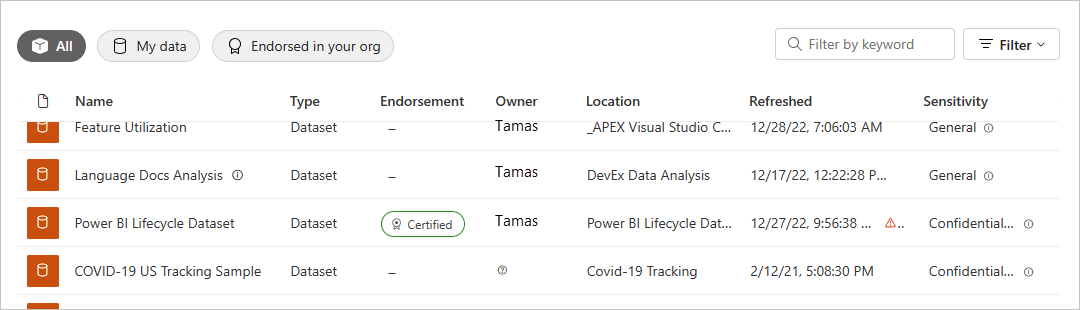 All My data Endorsed in your org Filter by keyword Filter
Name Type Endorsement Owner Location Refreshed Sensitivity
Feature Utilization Dataset – Tamas _APEX Visual Studio C... 12/28/22, 7:06:03 AM General
Language Docs Analysis Dataset – Tamas DevEx Data Analysis 12/17/22, 12:22:28 P... General
Power BI Lifecycle Dataset Dataset Certified Tamas Power BI Lifecycle Dat... 12/27/22, 9:56:38 ... .. Confidential...
COVID-19 US Tracking Sample Dataset – Covid-19 Tracking 2/12/21, 5:08:30 PM Confidential...